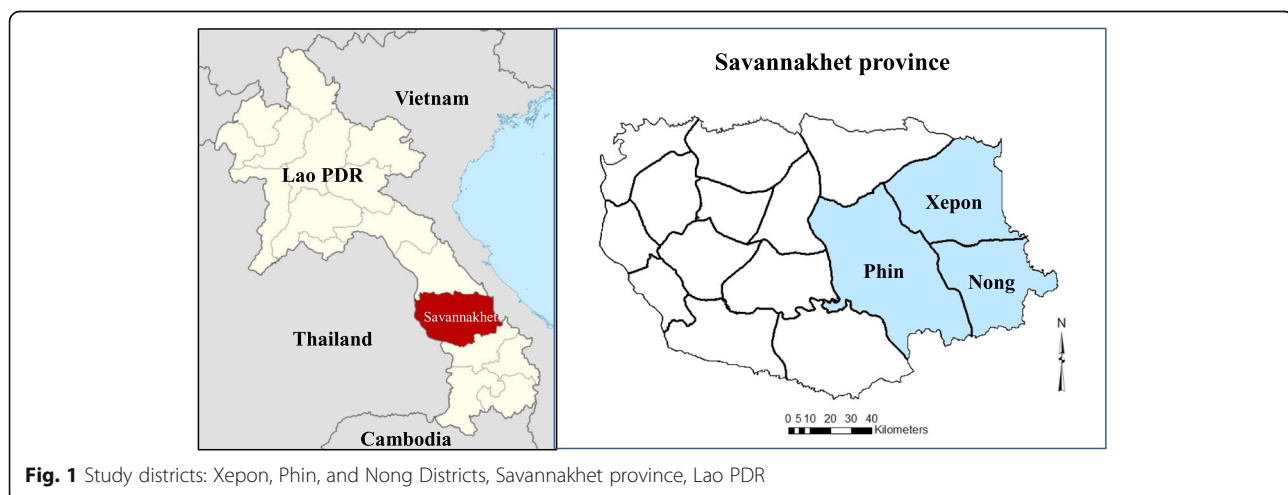 Savannakhet province
Vietnam
Lao PDR
Xepon
Phin
Nong
Savannakhet
Thailand
N
Cambodia
0 5 10 20 30 40
Kilometers
Fig. 1 Study districts: Xepon, Phin, and Nong Districts, Savannakhet province, Lao PDR